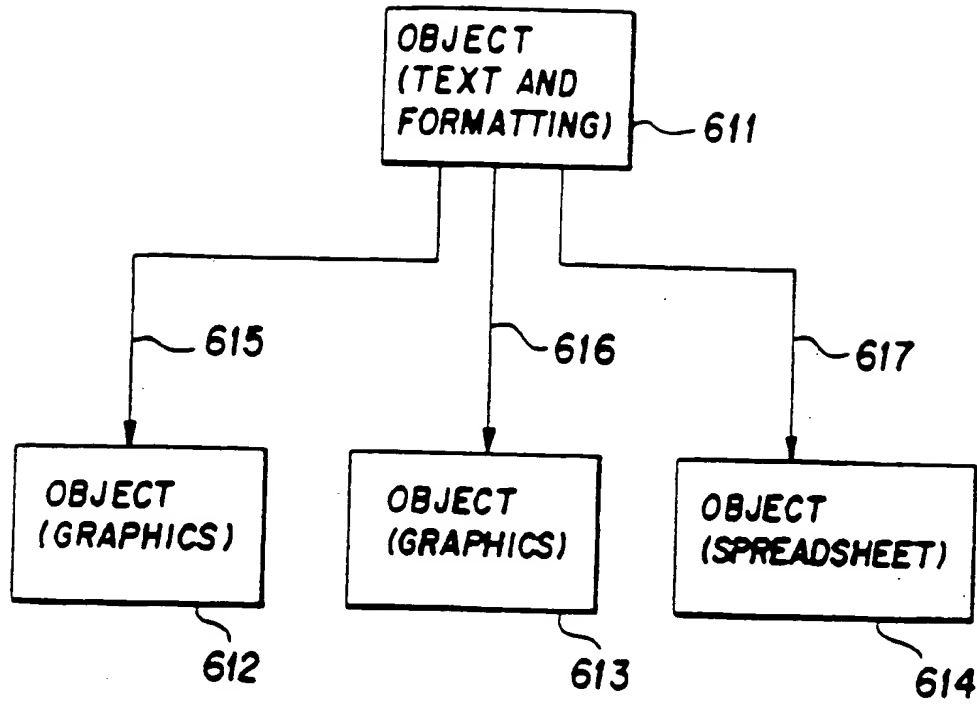 OBJECT
(TEXT AND
FORMATTING)
611
615
616
617
OBJECT
(GRAPHICS)
OBJECT
(GRAPHICS)
OBJECT
(SPREADSHEET)
612
613
614